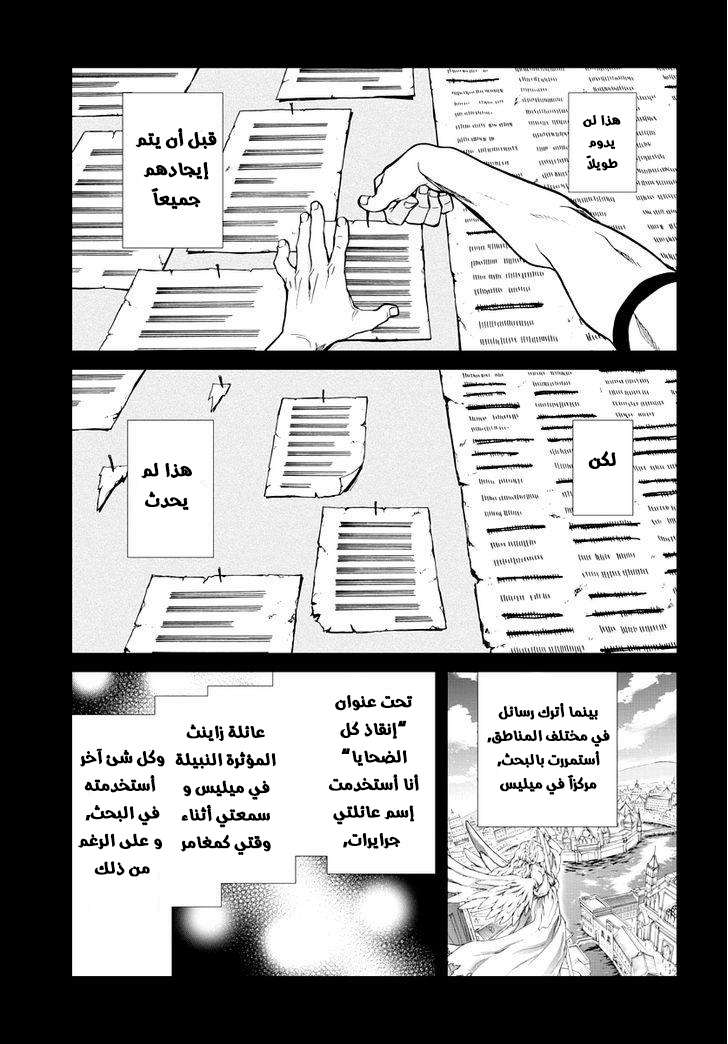 هذا لن
يدوم
طويلاً
قبل أن يتم
إيجادهم
جميعاً
لكن
هذا لم
يحدث
بينما أترك رسائل
في مختلف المناطق,
أستمررت بالبحث,
مركزاً في ميليس
تحت عنوان
"إنقاذ كل
الضحايا"
أنا أستخدمت
إسم عائلتي
جرايرات,
عائلة زاينث
المؤثرة النبيلة
في ميليس و
سمعتي أثناء
وقتي كمغامر
وكل شئ آخر
أستخدمته
في البحث,
و على الرغم
من ذلك